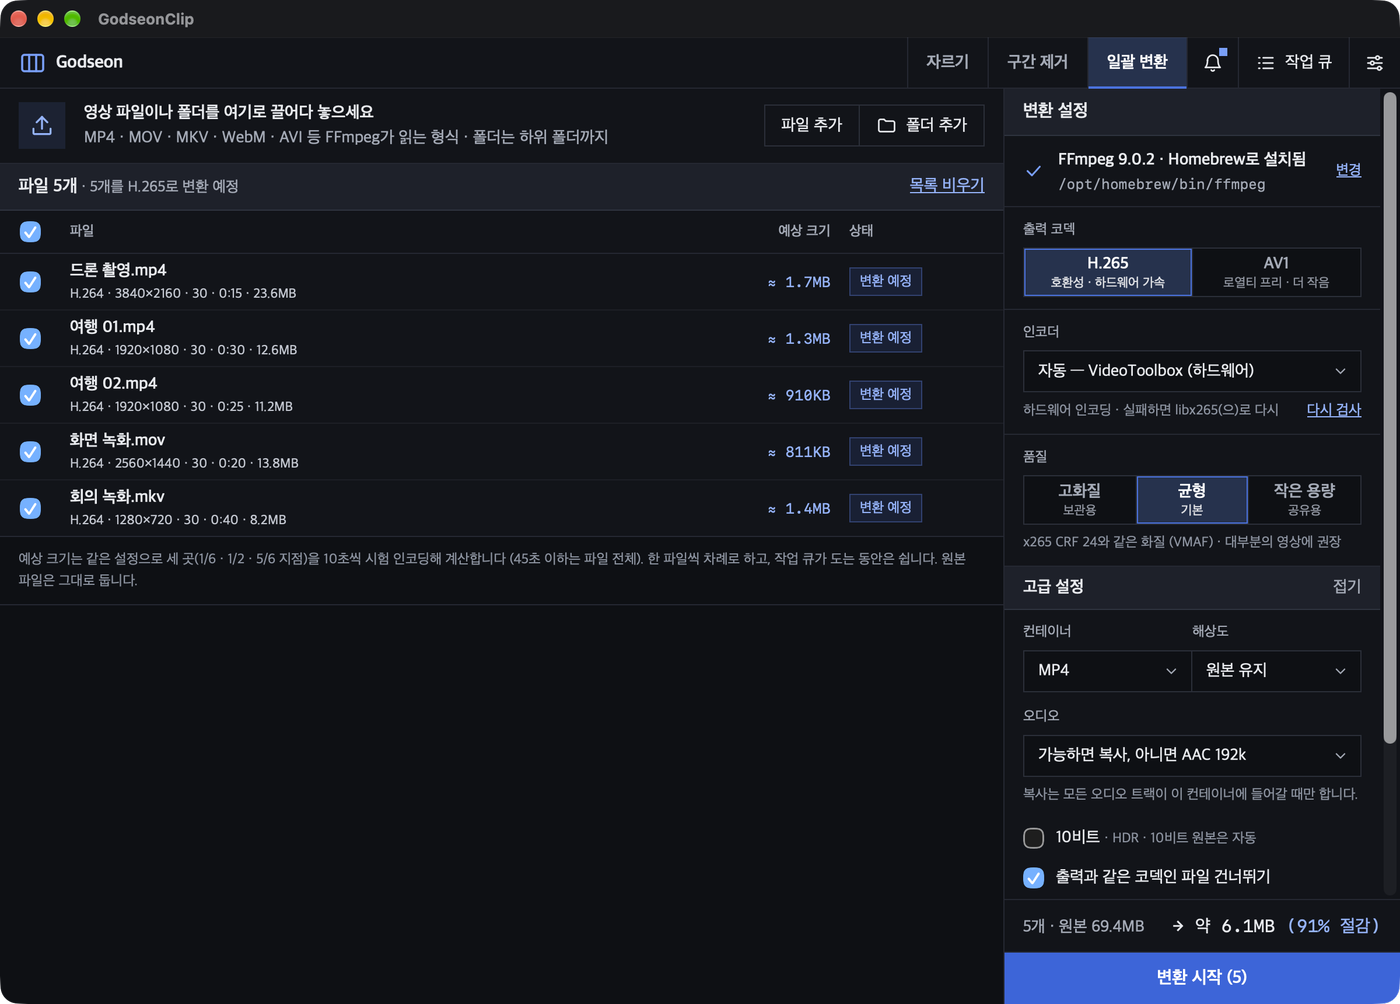 GodseonClip
Godseon
자르기
구간 제거
일괄 변환
작업 큐
영상 파일이나 폴더를 여기로 끌어다 놓으세요
MP4 · MOV · MKV · WebM · AVI 등 FFmpeg가 읽는 형식 · 폴더는 하위 폴더까지
파일 추가
폴더 추가
파일 5개 · 5개를 H.265로 변환 예정
목록 비우기
파일
예상 크기
상태
드론 촬영.mp4
H.264 · 3840×2160 · 30 · 0:15 · 23.6MB
≈ 1.7MB
변환 예정
여행 01.mp4
H.264 · 1920×1080 · 30 · 0:30 · 12.6MB
≈ 1.3MB
변환 예정
여행 02.mp4
H.264 · 1920×1080 · 30 · 0:25 · 11.2MB
≈ 910KB
변환 예정
화면 녹화.mov
H.264 · 2560×1440 · 30 · 0:20 · 13.8MB
≈ 811KB
변환 예정
회의 녹화.mkv
H.264 · 1280×720 · 30 · 0:40 · 8.2MB
≈ 1.4MB
변환 예정
예상 크기는 같은 설정으로 세 곳(1/6 · 1/2 · 5/6 지점)을 10초씩 시험 인코딩해 계산합니다 (45초 이하는 파일 전체). 한 파일씩 차례로 하고, 작업 큐가 도는 동안은 쉽니다. 원본
파일은 그대로 둡니다.
변환 설정
FFmpeg 9.0.2 · Homebrew로 설치됨
/opt/homebrew/bin/ffmpeg
변경
출력 코덱
H.265
호환성 · 하드웨어 가속
AV1
로열티 프리 · 더 작음
인코더
자동 — VideoToolbox (하드웨어)
하드웨어 인코딩 · 실패하면 libx265(으)로 다시
다시 검사
품질
고화질
보관용
균형
기본
작은 용량
공유용
x265 CRF 24와 같은 화질 (VMAF) · 대부분의 영상에 권장
고급 설정
접기
컨테이너
해상도
MP4
원본 유지
오디오
가능하면 복사, 아니면 AAC 192k
복사는 모든 오디오 트랙이 이 컨테이너에 들어갈 때만 합니다.
10비트 · HDR · 10비트 원본은 자동
출력과 같은 코덱인 파일 건너뛰기
5개 · 원본 69.4MB → 약 6.1MB (91% 절감)
변환 시작 (5)